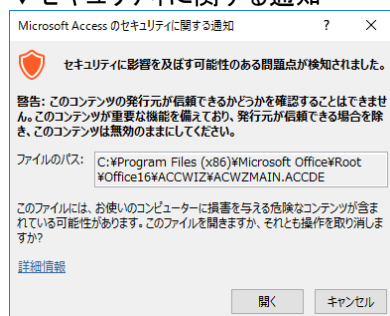 ▼セキュリティに関する通知
Microsoft Access のセキュリティに関する通知 ? ×
セキュリティに影響を及ぼす可能性のある問題点が検知されました。
警告: このコンテンツの発行元が信頼できるかどうかを確認することはできませ
ん。このコンテンツが重要な機能を備えており、発行元が信頼できる場合を除
き、このコンテンツは無効のままにしてください。
ファイルのパス: C:¥Program Files (x86)¥Microsoft Office¥Root
¥Office16¥ACCWIZ¥ACWZMAIN.ACCDE
このファイルには、お使いのコンピューターに損害を与える危険なコンテンツが含ま
れている可能性があります。このファイルを開きますか、それとも操作を取り消しま
すか?
詳細情報
開く キャンセル